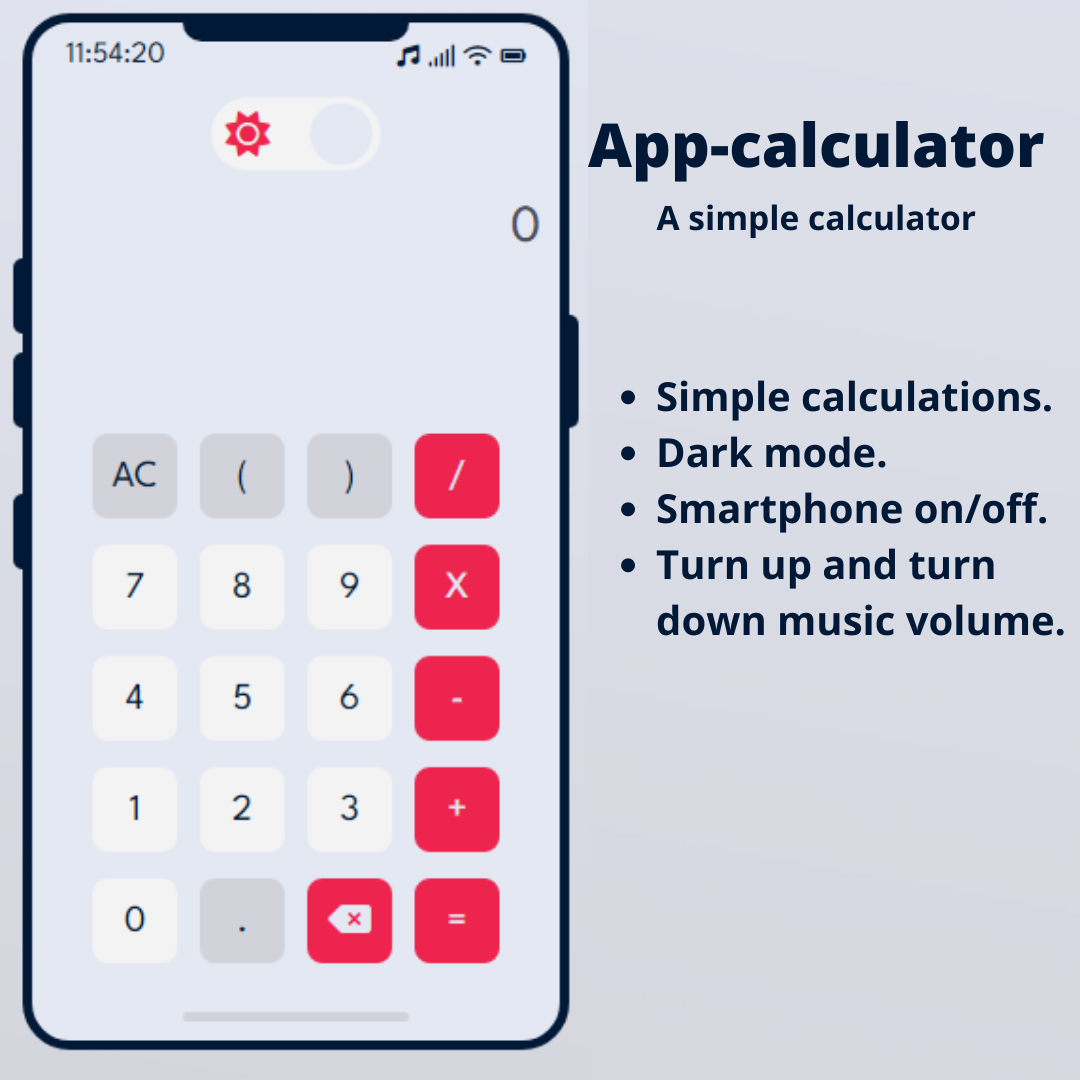 11:54:20
0
AC ( ) /
7 8 9 X
4 5 6 -
1 2 3 +
0 . =
App-calculator
A simple calculator
• Simple calculations.
• Dark mode.
• Smartphone on/off.
• Turn up and turn
down music volume.